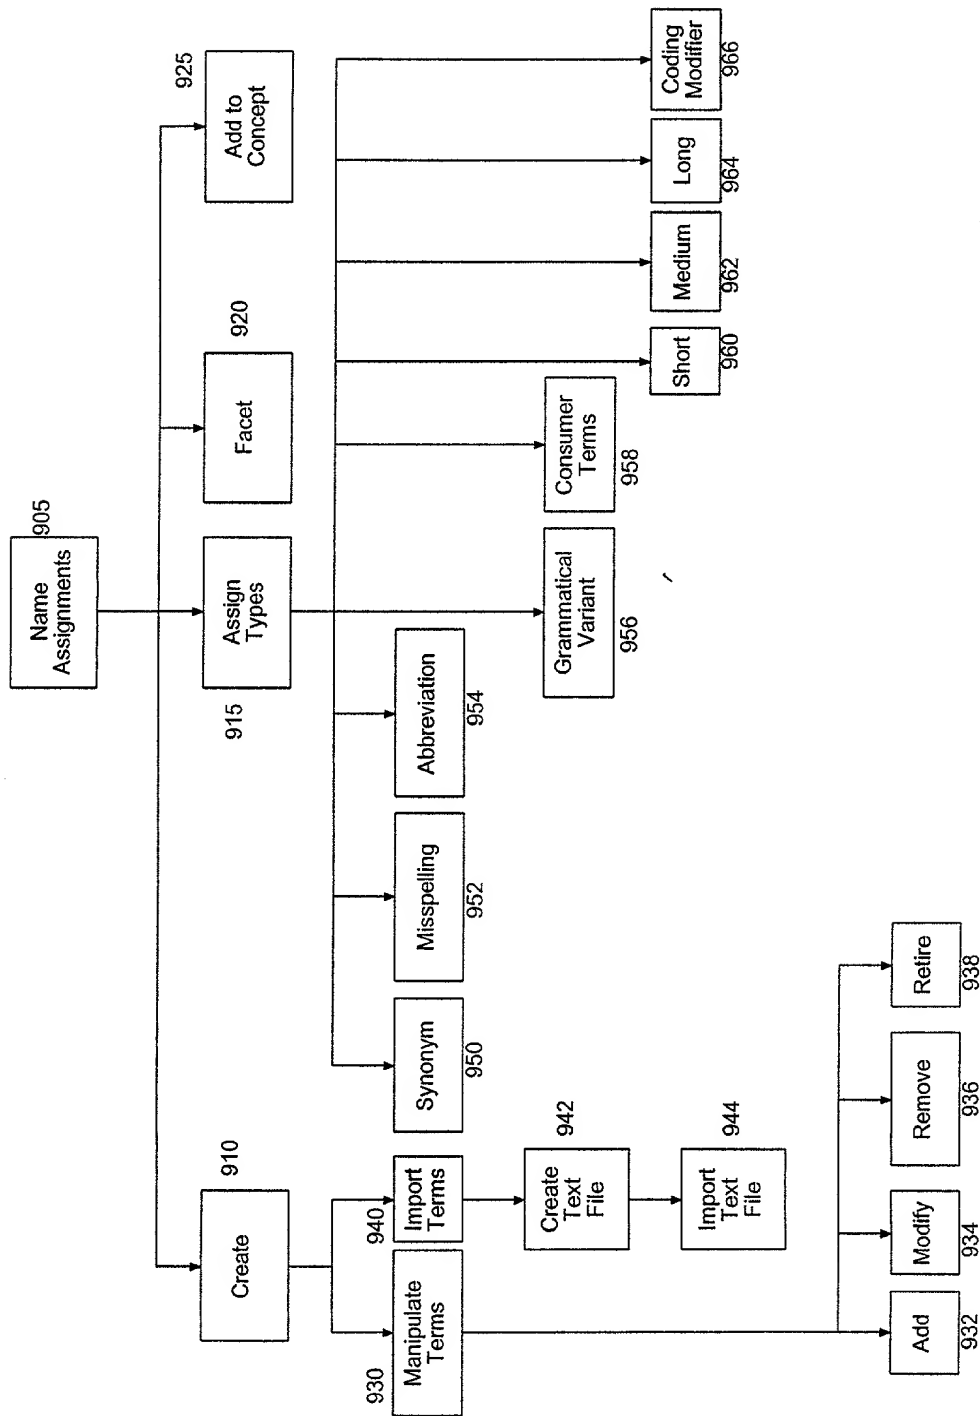 Name
Assignments
905
Create
910
Assign
Types
915
Facet
920
Add to
Concept
925
Manipulate
Terms
930
Import
Terms
940
Create
Text
File
942
Import
Text
File
944
Add
932
Modify
934
Remove
936
Retire
938
Synonym
950
Misspelling
952
Abbreviation
954
Grammatical
Variant
956
Consumer
Terms
958
Short
960
Medium
962
Long
964
Coding
Modifier
966